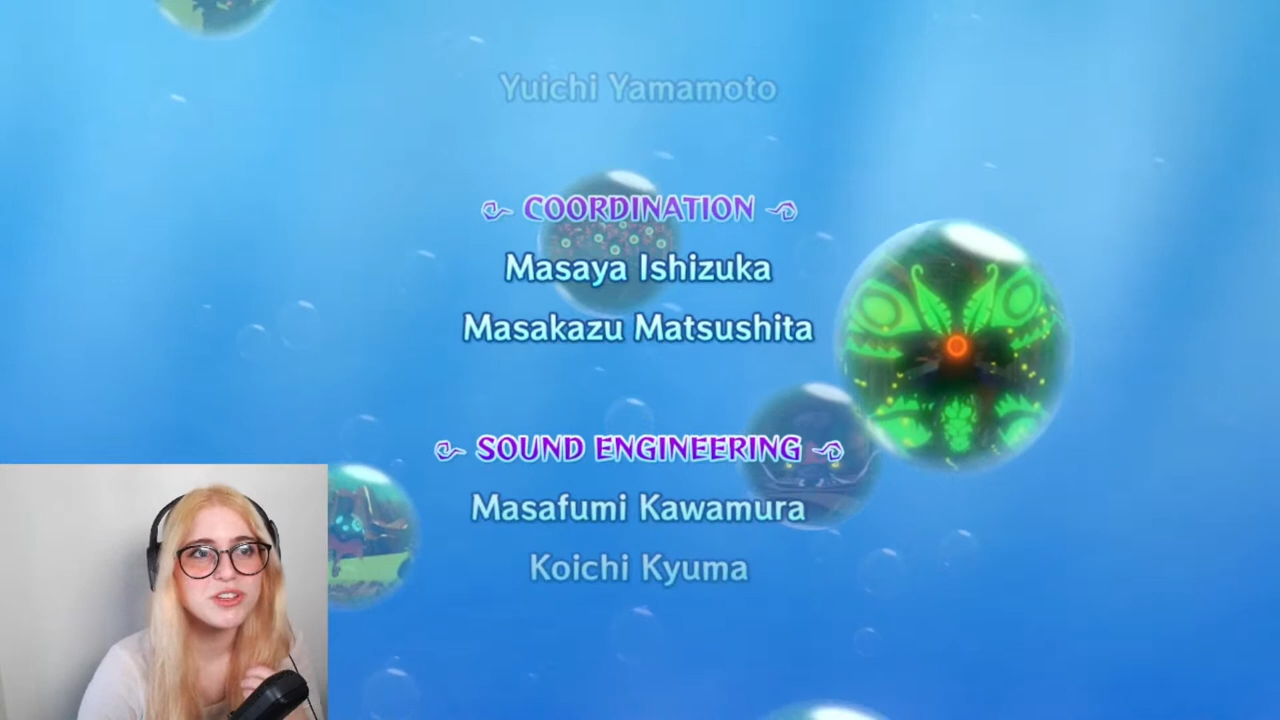 Yuichi Yamamoto
COORDINATION
Masaya Ishizuka
Masakazu Matsushita
SOUND ENGINEERING
Masafumi Kawamura
Koichi Kyuma